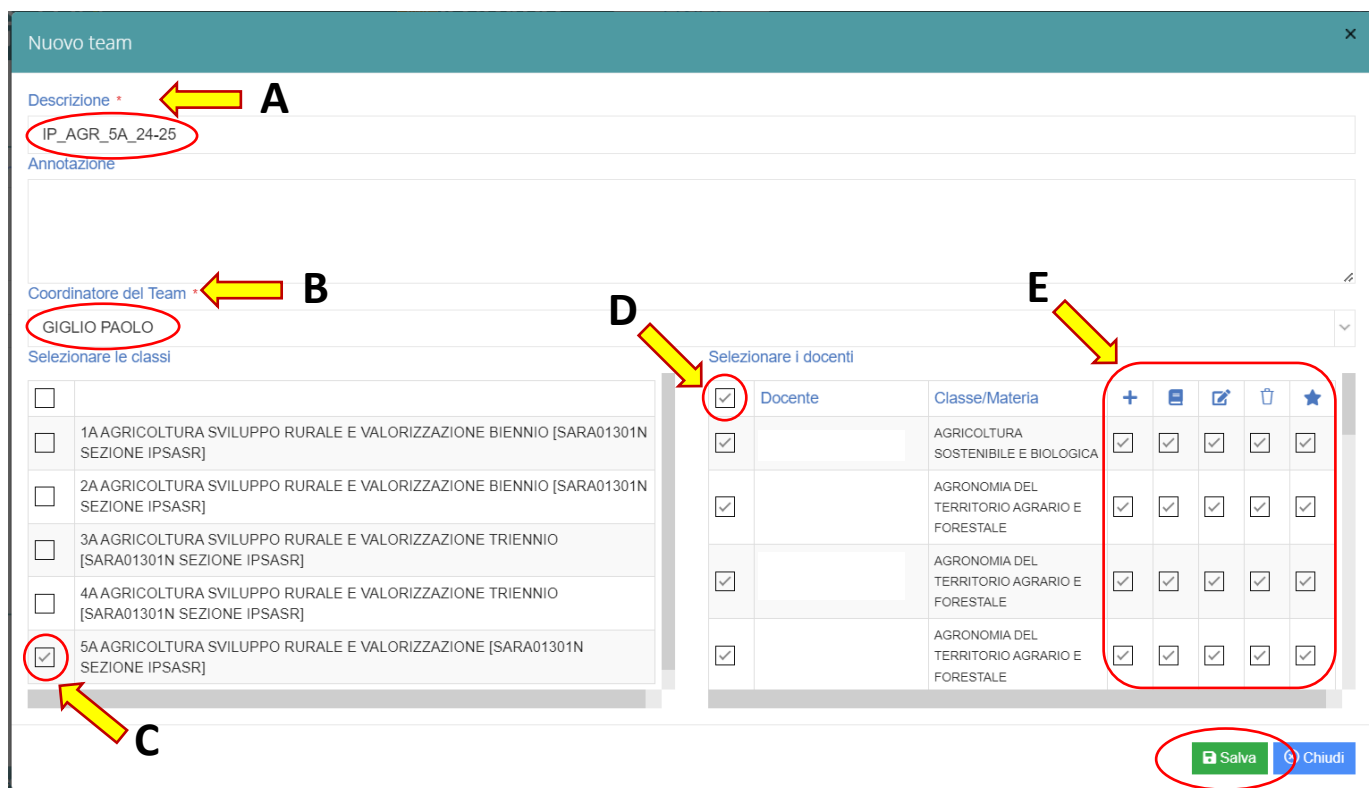 Nuovo team
×
Descrizione *
A
IP_AGR_5A_24-25
Annotazione
Coordinatore del Team *
B
GIGLIO PAOLO
Selezionare le classi
1A AGRICOLTURA SVILUPPO RURALE E VALORIZZAZIONE BIENNIO [SARA01301N
SEZIONE IPSASR]
2A AGRICOLTURA SVILUPPO RURALE E VALORIZZAZIONE BIENNIO [SARA01301N
SEZIONE IPSASR]
3A AGRICOLTURA SVILUPPO RURALE E VALORIZZAZIONE TRIENNIO
[SARA01301N SEZIONE IPSASR]
4A AGRICOLTURA SVILUPPO RURALE E VALORIZZAZIONE TRIENNIO
[SARA01301N SEZIONE IPSASR]
5A AGRICOLTURA SVILUPPO RURALE E VALORIZZAZIONE [SARA01301N
SEZIONE IPSASR]
C
D
E
Selezionare i docenti
Docente Classe/Materia
AGRICOLTURA
SOSTENIBILE E BIOLOGICA
AGRONOMIA DEL
TERRITORIO AGRARIO E
FORESTALE
AGRONOMIA DEL
TERRITORIO AGRARIO E
FORESTALE
AGRONOMIA DEL
TERRITORIO AGRARIO E
FORESTALE
Salva Chiudi